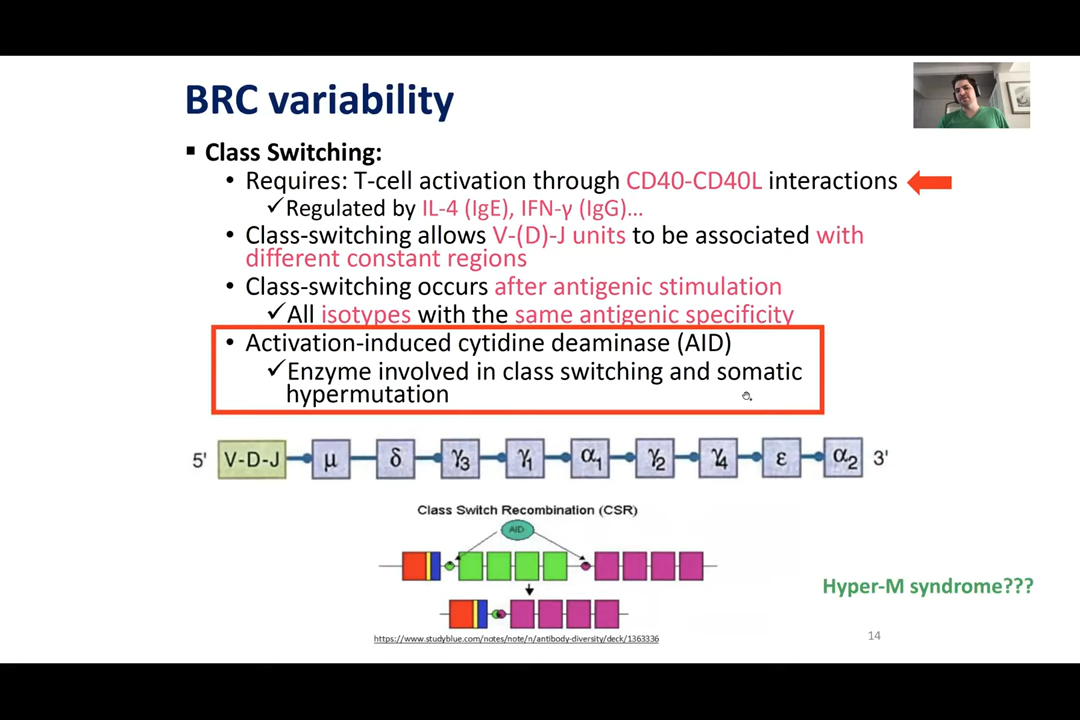 BRC variability
▪ Class Switching:
• Requires: T-cell activation through CD40-CD40L interactions
✓Regulated by IL-4 (IgE), IFN-γ (IgG)…
• Class-switching allows V-(D)-J units to be associated with
different constant regions
• Class-switching occurs after antigenic stimulation
✓All isotypes with the same antigenic specificity
• Activation-induced cytidine deaminase (AID)
✓Enzyme involved in class switching and somatic
hypermutation
5' V-D-J μ δ γ3 γ1 α1 γ2 γ4 ε α2 3'
Class Switch Recombination (CSR)
AID
Hyper-M syndrome???
https://www.studyblue.com/notes/note/n/antibody-diversity/deck/1363336
14